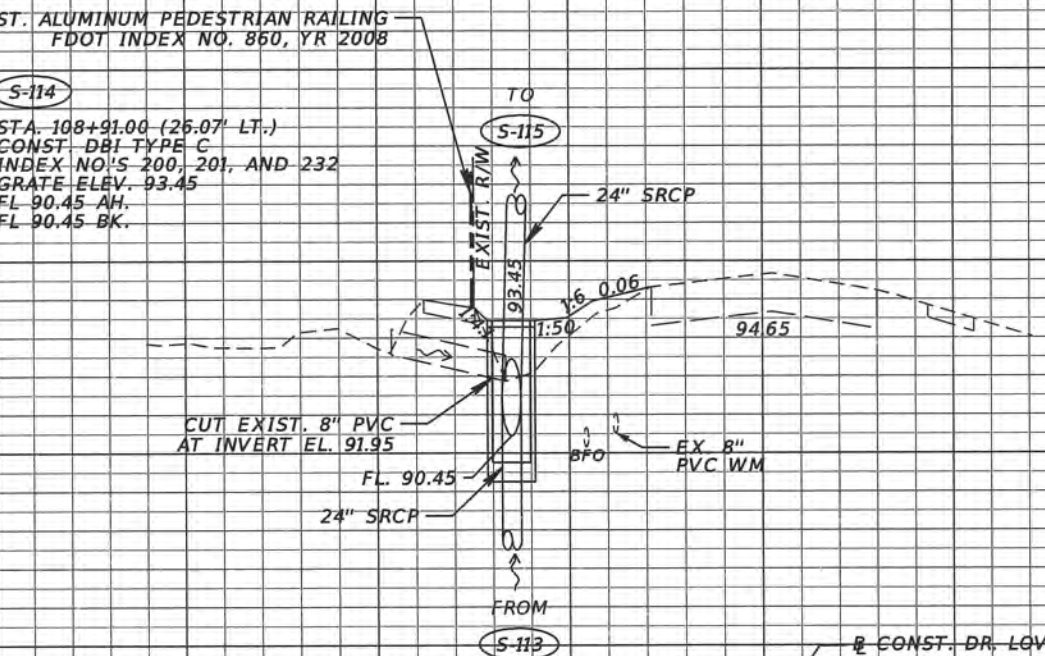 ST. ALUMINUM PEDESTRIAN RAILING
FDOT INDEX NO. 860, YR 2008
S-114
STA. 108+91.00 (26.07' LT.)
CONST. DBI TYPE C
INDEX NO.'S 200, 201, AND 232
GRATE ELEV. 93.45
FL 90.45 AH.
FL 90.45 BK.
TO
S-115
EXIST. R/W
24" SRCP
93.45
1:6
0.06
1:50
94.65
CUT EXIST. 8" PVC
AT INVERT EL. 91.95
BFO
EX. 8"
PVC WM
FL. 90.45
24" SRCP
FROM
S-113
CONST. DR. LOV